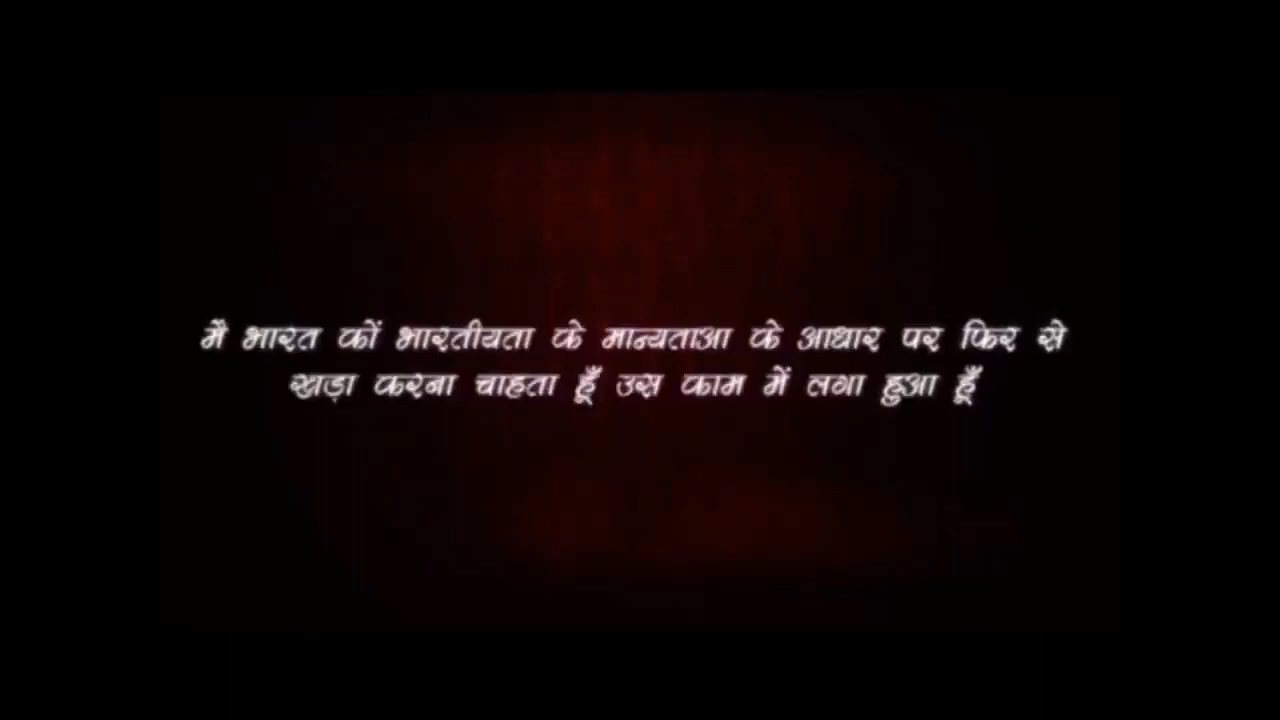 मै भारत कों भारतीयता के मान्यताआ के आधार पर फिर से
खड़ा करना चाहता हूँ उस काम में लगा हुआ हूँ